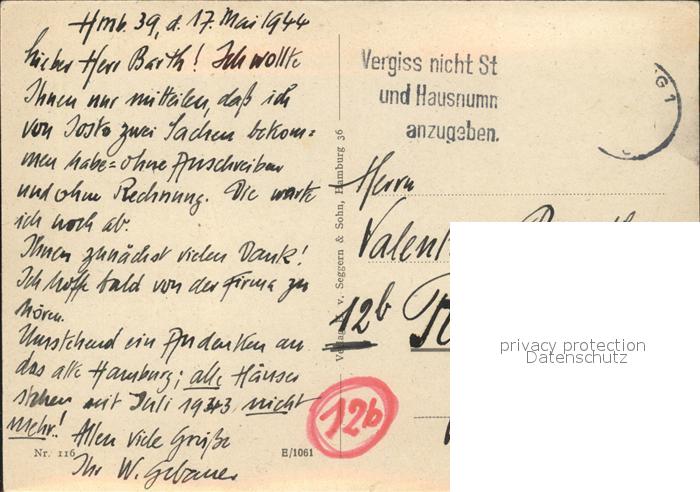 Hmb. 39, d. 17. Mai 1944
Lieber Herr Barth! Ich wollte
Ihnen nur mitteilen, daß ich
von Josta zwei Sachen bekom=
men habe = ohne Anschreiben
und ohne Rechnung. Die warte
ich noch ab.
Ihnen zunächst vielen Dank!
Ich hoffe bald von der Firma zu
hören.
Umstehend ein Andenken an
das alte Hamburg; alle Häuser
stehen seit Juli 1943 nicht
mehr! Allen viele Grüße
Ihr W. Gebauer
Nr. 116
E/1061
Verlag H. v. Seggern & Sohn, Hamburg 36
Vergiss nicht St
und Hausnumm
anzugeben.
G 1
Herrn
Valent
12b
12b
privacy protection
Datenschutz